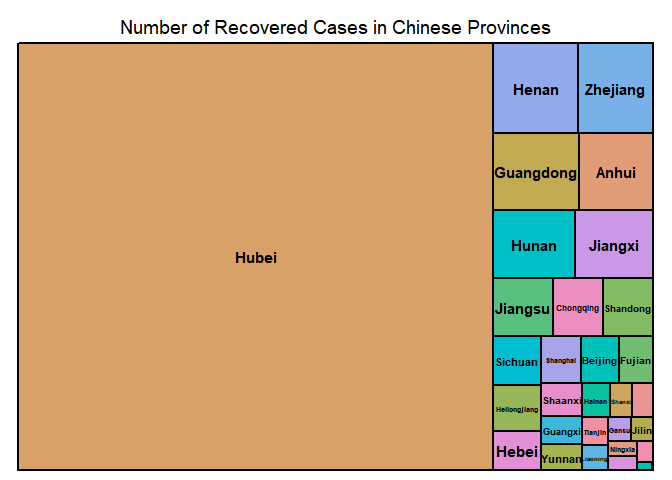 Number of Recovered Cases in Chinese Provinces
Hubei
Henan
Zhejiang
Guangdong
Anhui
Hunan
Jiangxi
Jiangsu
Chongqing
Shandong
Sichuan
Shanghai
Beijing
Fujian
Heilongjiang
Shaanxi
Hainan
Shanxi
Guangxi
Tianjin
Gansu
Jilin
Hebei
Yunnan
Liaoning
Ningxia